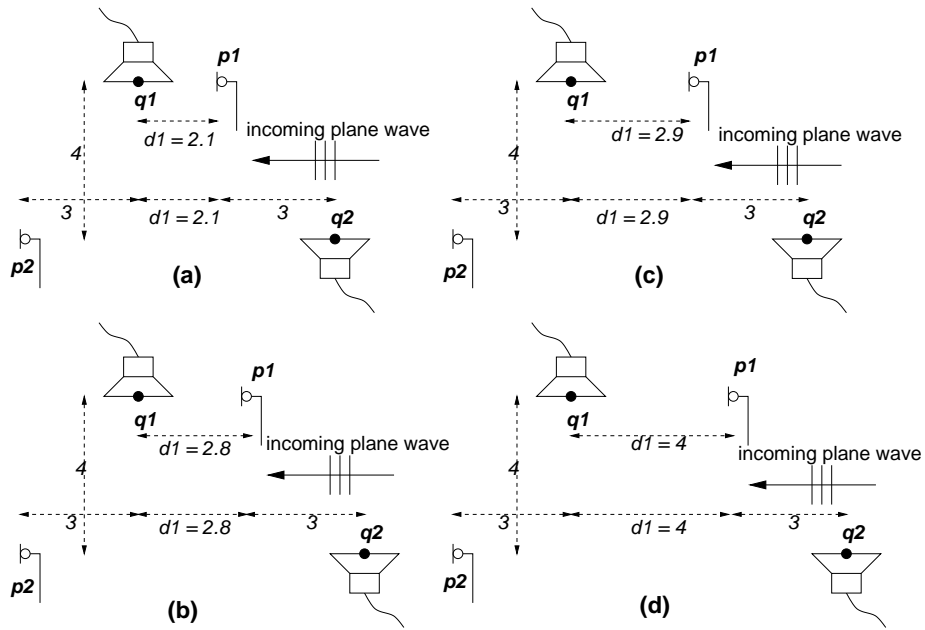 p1
q1
d1 = 2.1
incoming plane wave
4
3
d1 = 2.1
3
q2
p2
(a)
p1
q1
d1 = 2.9
incoming plane wave
4
3
d1 = 2.9
3
q2
p2
(c)
p1
q1
d1 = 2.8
incoming plane wave
4
3
d1 = 2.8
3
q2
p2
(b)
p1
q1
d1 = 4
incoming plane wave
4
3
d1 = 4
3
q2
p2
(d)